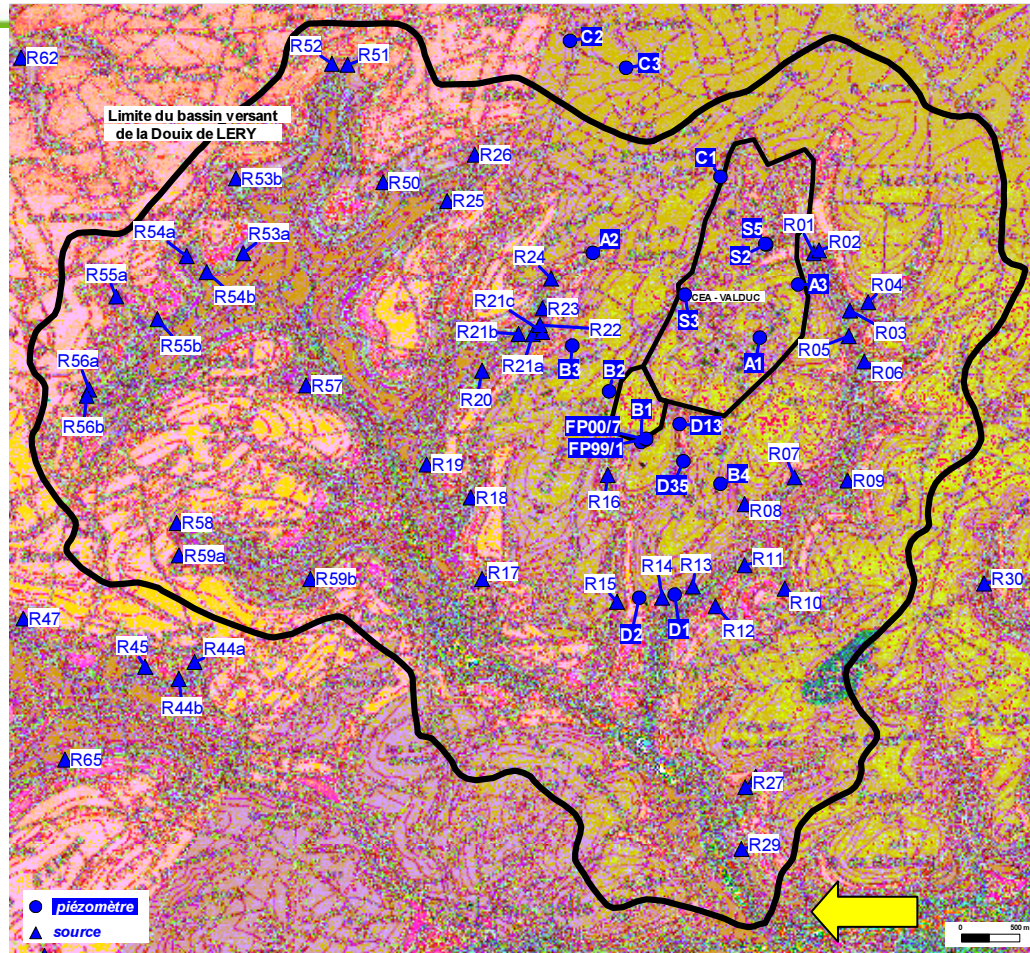 R52
R51
C2
R62
C3
Limite du bassin versant
de la Douix de LERY
R26
C1
R53b
R50
R25
S5
R01
R54a
R53a
A2
S2
R02
R24
R55a
R54b
A3
R04
CEA - VALDUC
R21c
R23
S3
R03
R21b
R22
R55b
R21a
B3
A1
R05
R56a
R20
B2
R06
R57
R56b
B1
FP00/7
D13
FP99/1
R19
D35
B4
R07
R09
R18
R16
R08
R58
R59a
R59b
R17
R14
R13
R11
R15
R10
R30
D2
D1
R12
R47
R45
R44a
R44b
R65
R27
R29
piézomètre
source
0 500 m